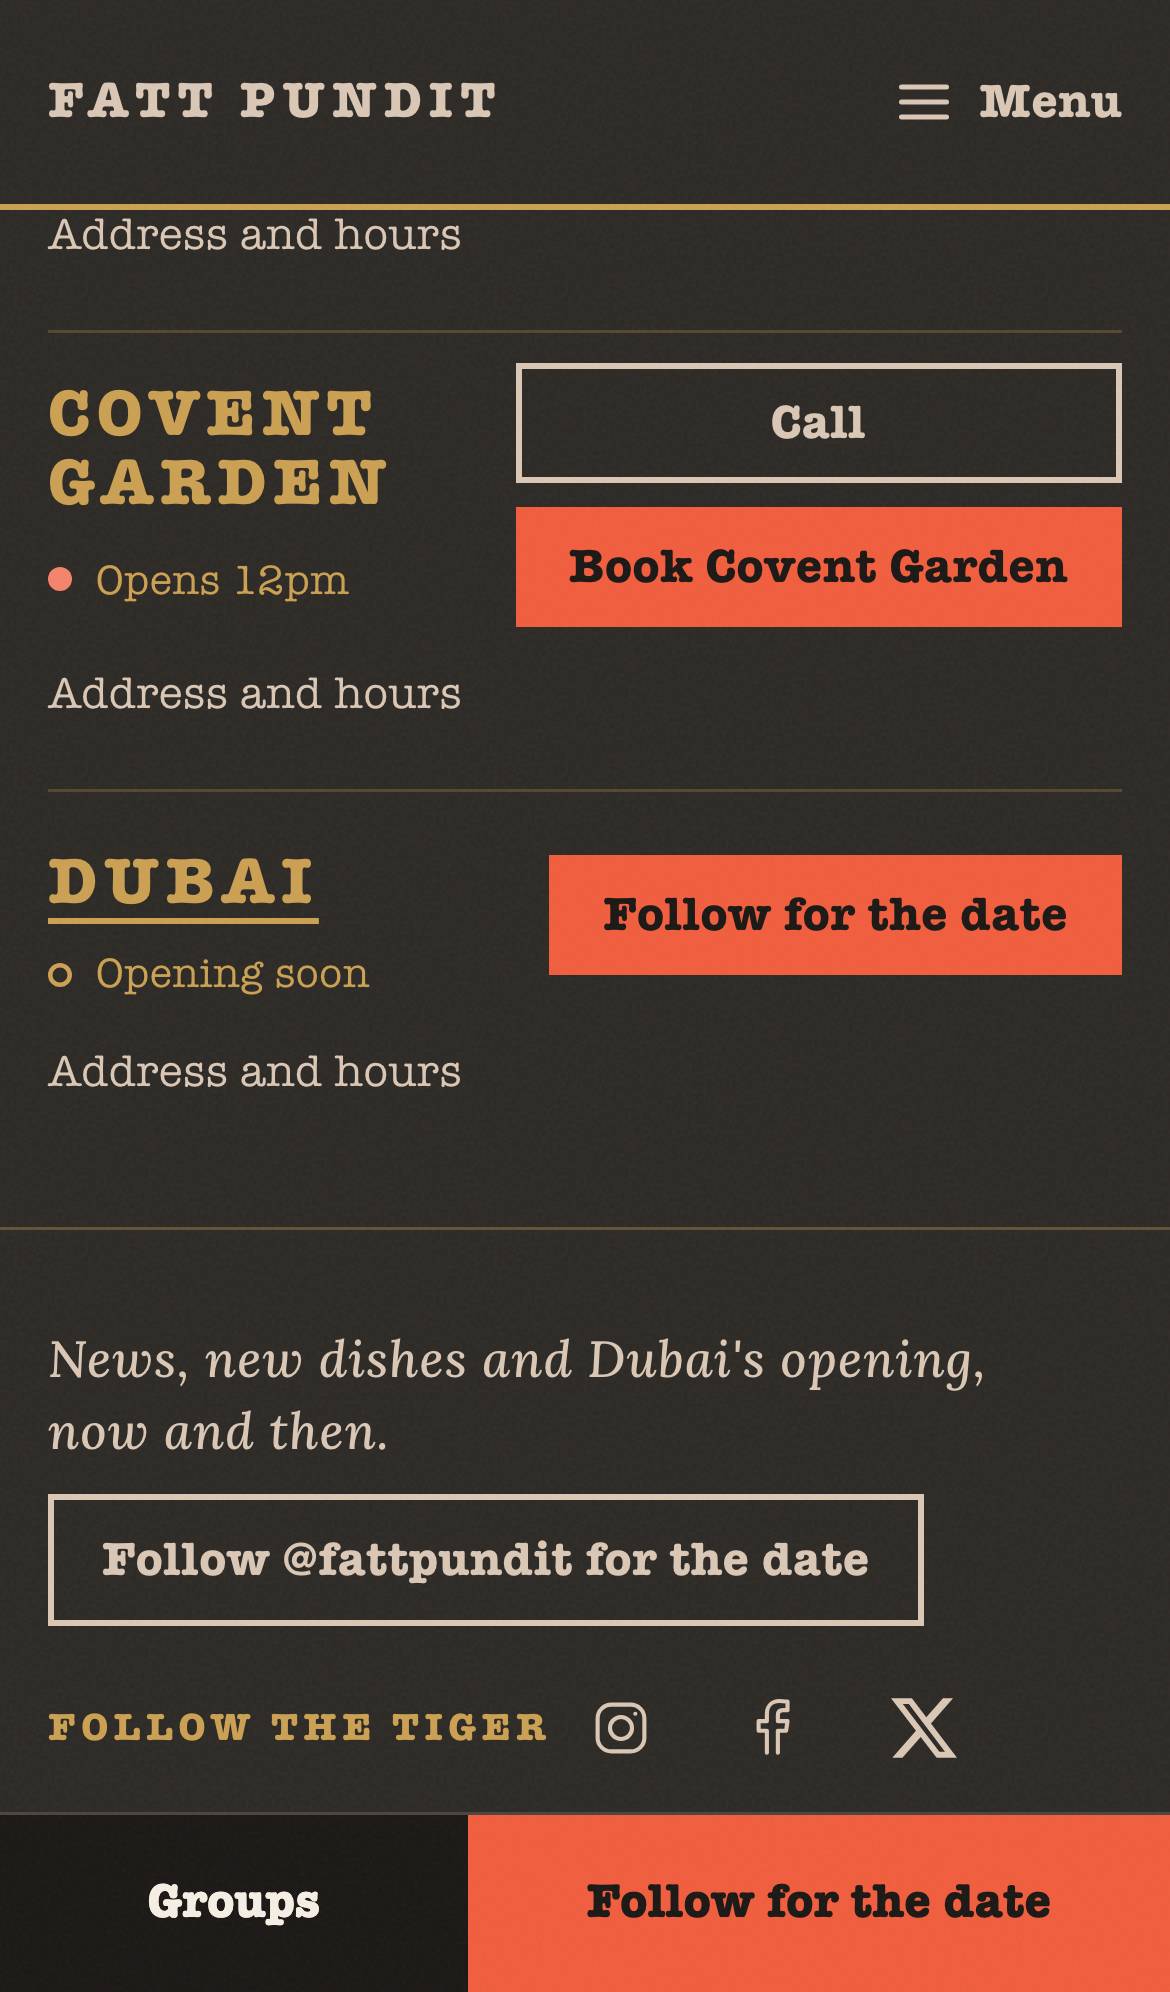 FATT PUNDIT
Menu
Address and hours
COVENT
GARDEN
Call
Book Covent Garden
Opens 12pm
Address and hours
DUBAI
Follow for the date
Opening soon
Address and hours
News, new dishes and Dubai's opening,
now and then.
Follow @fattpundit for the date
FOLLOW THE TIGER
Groups
Follow for the date